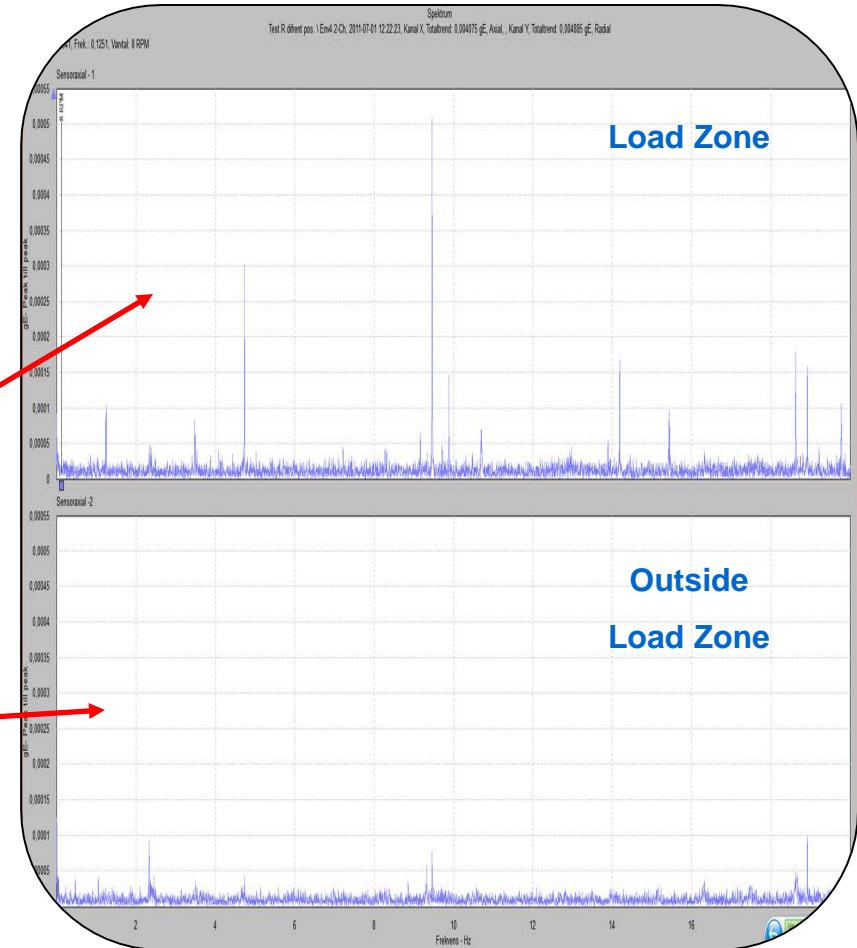 Spektrum
Test R difrent pos. \ Env4 2-Ch, 2011-07-01 12:22:23, Kanal X, Totaltrend: 0,004075 gE, Axial, , Kanal Y, Totaltrend: 0,004885 gE, Radial
Frek.: 0,1251, Varvtal: 8 RPM
Sensoraxial - 1
0,00055
0,0005
0,00045
0,0004
0,00035
0,0003
0,00025
0,0002
0,00015
0,0001
0,00005
0
gE- Peak till peak
8 RPM
Load Zone
Sensoraxial -2
0,00055
0,0005
0,00045
0,0004
0,00035
0,0003
0,00025
0,0002
0,00015
0,0001
gE- Peak till peak
Outside
Load Zone
2 4 6 8 10 12 14 16
Frekvens - Hz